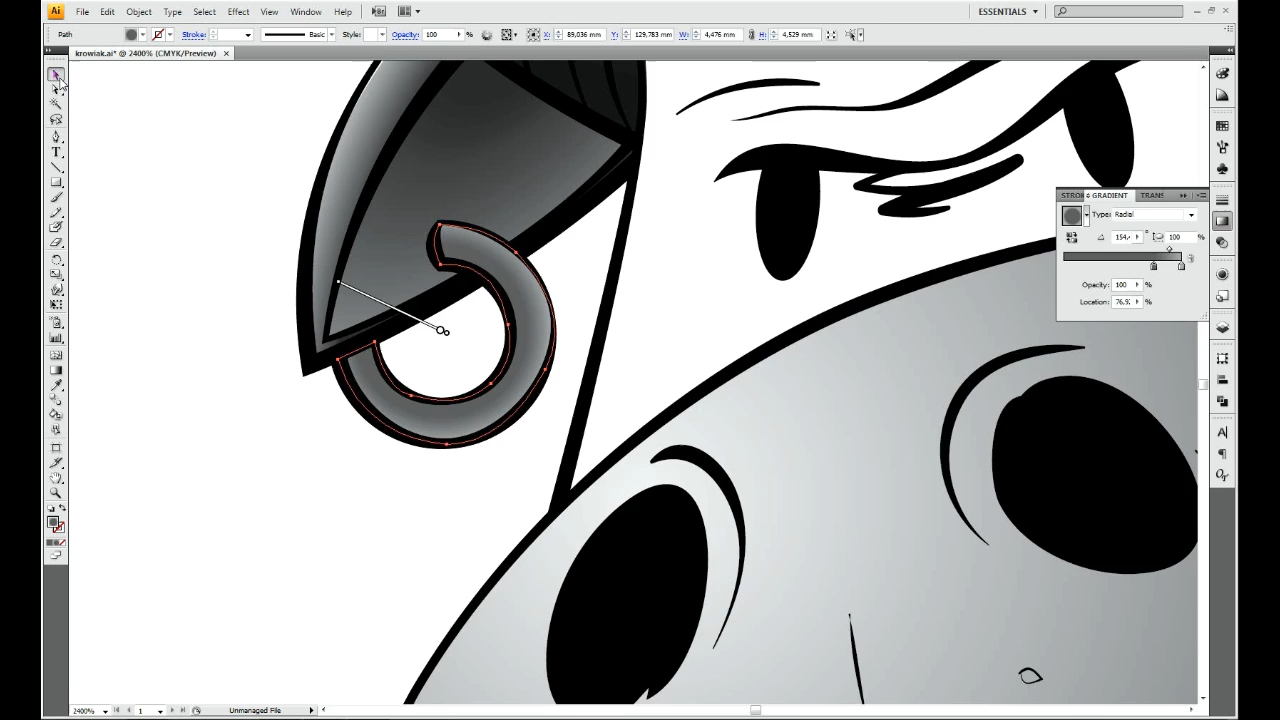 Ai File Edit Object Type Select Effect View Window Help Br ESSENTIALS
Path Stroke: Basic Style: Opacity: 100 % X: 89,036 mm Y: 129,783 mm W: 4,476 mm H: 4,529 mm
krowiak.ai* @ 2400% (CMYK/Preview)
STROK GRADIENT TRANS
Type: Radial
100 %
Opacity: 100 %
Location: %
2400% 1 Unmanaged File